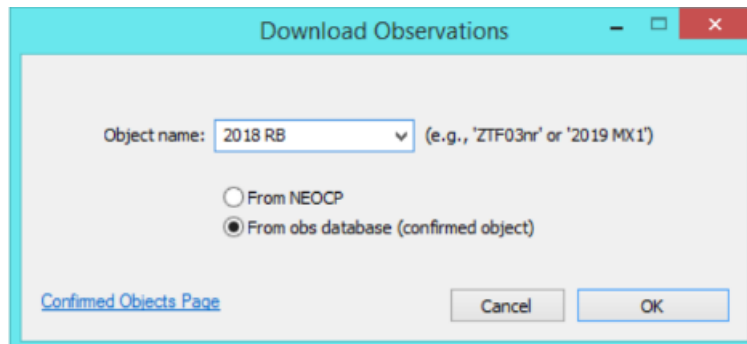 Download Observations
Object name: 2018 RB (e.g., 'ZTF03nr' or '2019 MX1')
From NEOCP
From obs database (confirmed object)
Confirmed Objects Page Cancel OK